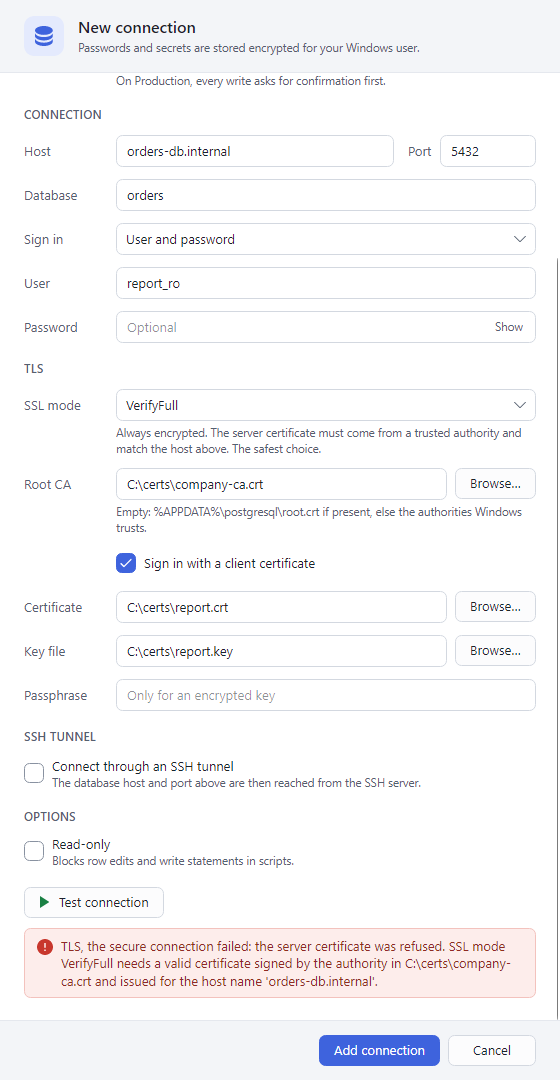 New connection
Passwords and secrets are stored encrypted for your Windows user.
On Production, every write asks for confirmation first.
CONNECTION
Host orders-db.internal Port 5432
Database orders
Sign in User and password
User report_ro
Password Optional Show
TLS
SSL mode VerifyFull
Always encrypted. The server certificate must come from a trusted authority and
match the host above. The safest choice.
Root CA C:\certs\company-ca.crt Browse...
Empty: %APPDATA%\postgresql\root.crt if present, else the authorities Windows
trusts.
Sign in with a client certificate
Certificate C:\certs\report.crt Browse...
Key file C:\certs\report.key Browse...
Passphrase Only for an encrypted key
SSH TUNNEL
Connect through an SSH tunnel
The database host and port above are then reached from the SSH server.
OPTIONS
Read-only
Blocks row edits and write statements in scripts.
Test connection
TLS, the secure connection failed: the server certificate was refused. SSL mode
VerifyFull needs a valid certificate signed by the authority in C:\certs\company-
ca.crt and issued for the host name 'orders-db.internal'.
Add connection Cancel